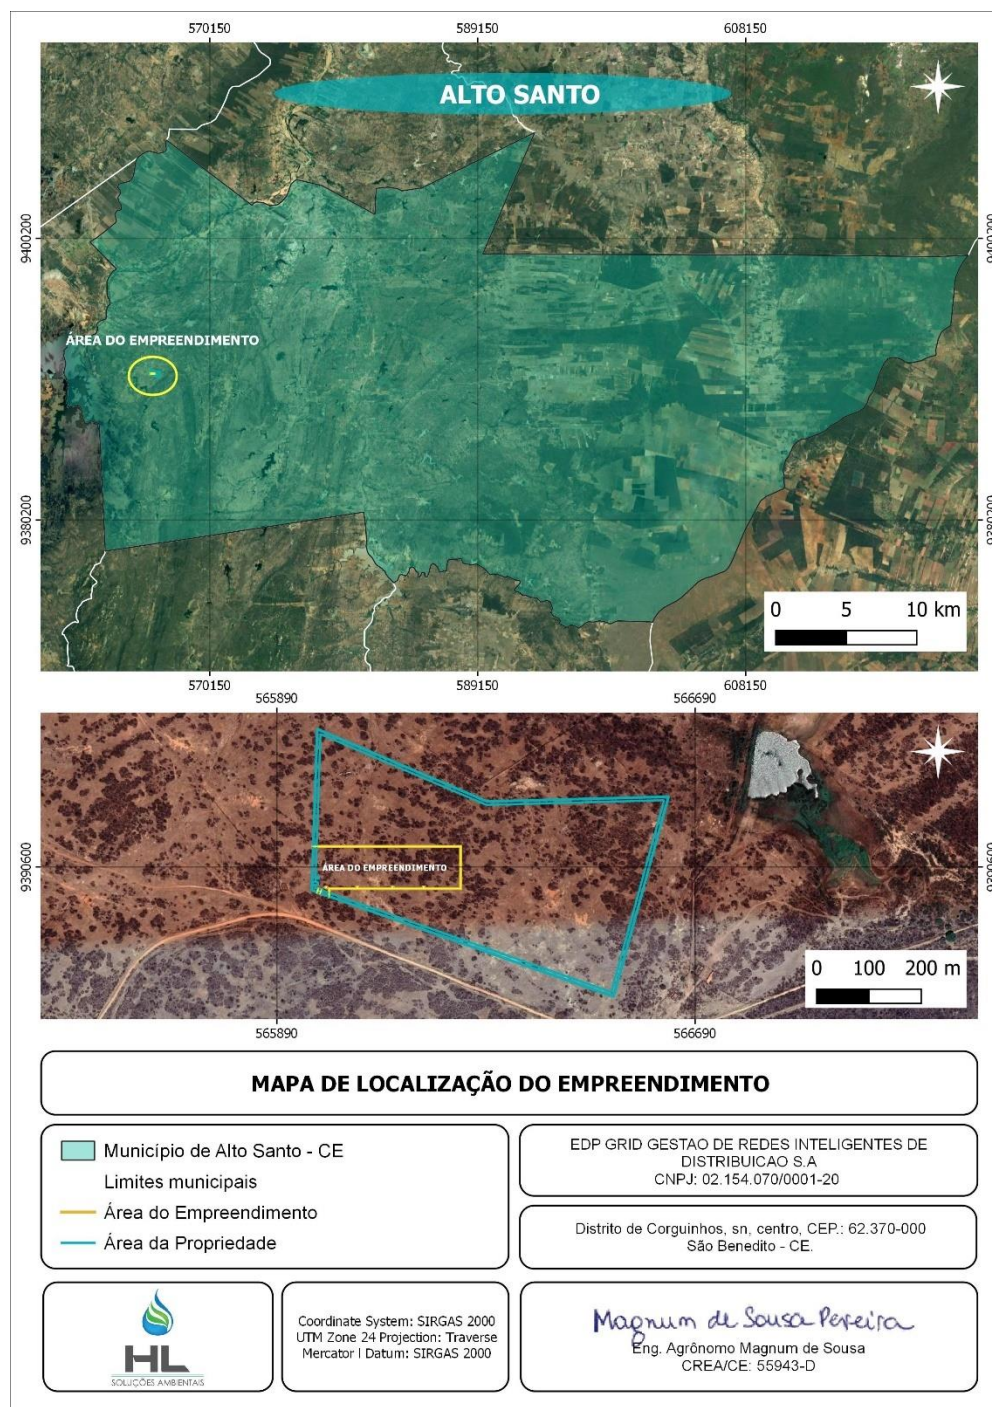 570150
589150
608150
ALTO SANTO
9400200
9400200
ÁREA DO EMPREENDIMENTO
9380200
9380200
0 5 10 km
570150
589150
608150
565890
566690
9390600
ÁREA DO EMPREENDIMENTO
9390600
0 100 200 m
565890
566690
MAPA DE LOCALIZAÇÃO DO EMPREENDIMENTO
Município de Alto Santo - CE
Limites municipais
Área do Empreendimento
Área da Propriedade
EDP GRID GESTAO DE REDES INTELIGENTES DE
DISTRIBUICAO S.A
CNPJ: 02.154.070/0001-20
Distrito de Corguinhos, sn, centro, CEP.: 62.370-000
São Benedito - CE.
HL
SOLUÇÕES AMBIENTAIS
Coordinate System: SIRGAS 2000
UTM Zone 24 Projection: Traverse
Mercator l Datum: SIRGAS 2000
Magnum de Sousa Pereira
Eng. Agrônomo Magnum de Sousa
CREA/CE: 55943-D